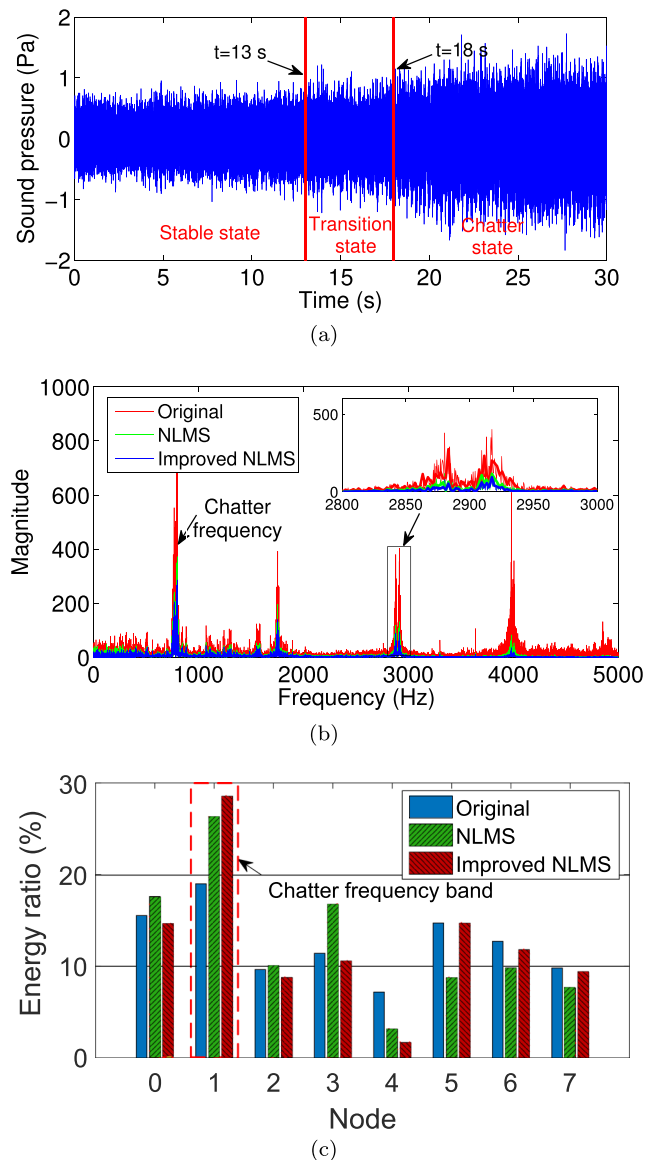 2
1
0
−1
−2
Sound pressure (Pa)
t=13 s
t=18 s
Stable state
Transition
state
Chatter
state
0 5 10 15 20 25 30
Time (s)
(a)
1000
800
600
400
200
0
Magnitude
Original
NLMS
Improved NLMS
Chatter
frequency
500
0
2800 2850 2900 2950 3000
0 1000 2000 3000 4000 5000
Frequency (Hz)
(b)
30
20
10
0
Energy ratio (%)
Original
NLMS
Improved NLMS
Chatter frequency band
0 1 2 3 4 5 6 7
Node
(c)